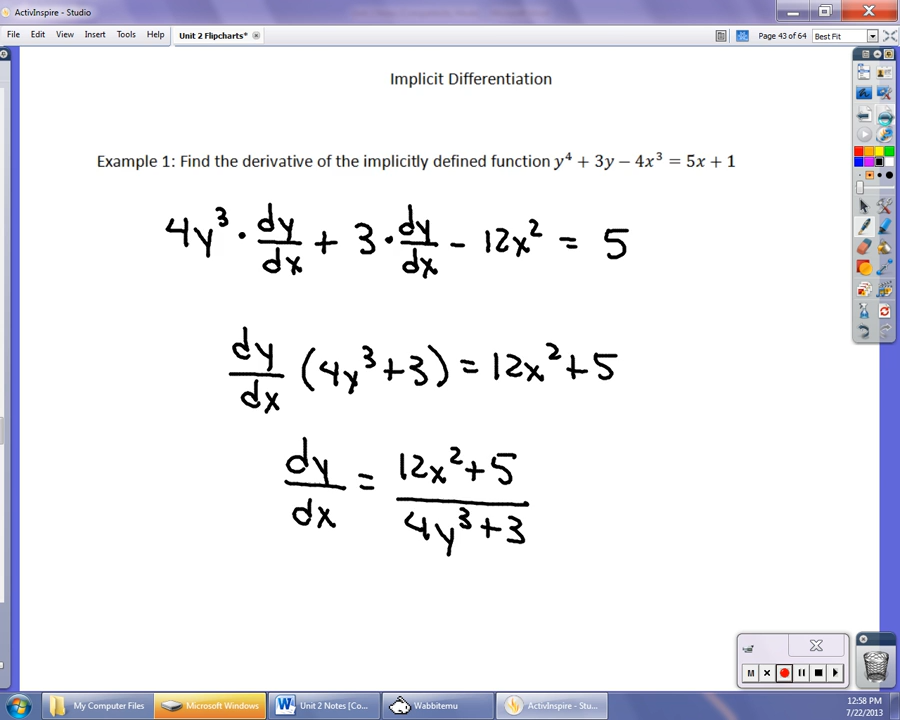 ActivInspire - Studio
File Edit View Insert Tools Help Unit 2 Flipcharts* Page 43 of 64 Best Fit
Implicit Differentiation
Example 1: Find the derivative of the implicitly defined function y⁴ + 3y − 4x³ = 5x + 1
4y³ · dy/dx + 3 · dy/dx − 12x² = 5
dy/dx (4y³+3) = 12x²+5
dy/dx = (12x²+5)/(4y³+3)
M
My Computer Files Microsoft Windows Unit 2 Notes [Co... Wabbitemu ActivInspire - Stu...
12:58 PM
7/22/2013